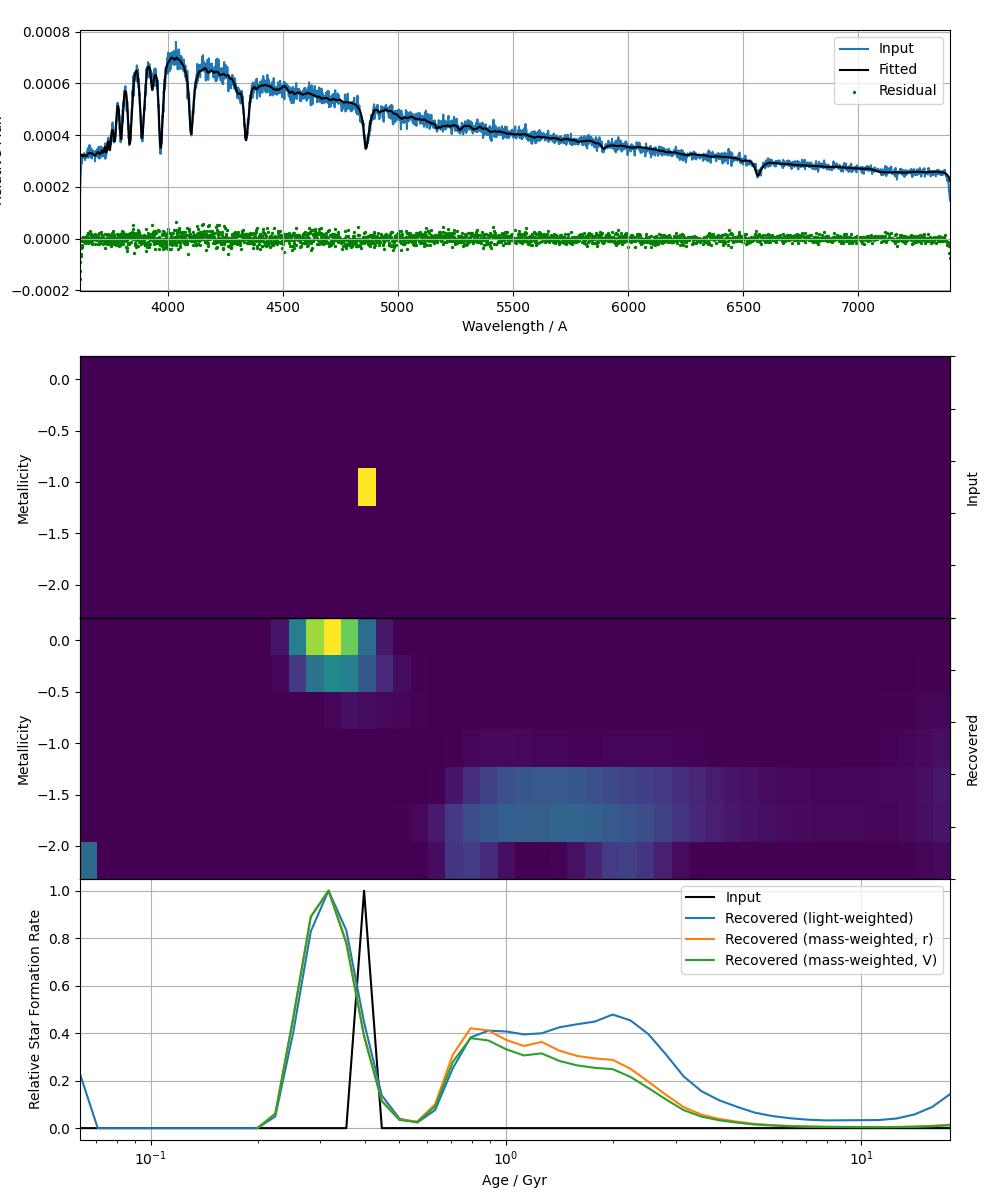 0.0008
0.0006
0.0004
0.0002
0.0000
−0.0002
Input
Fitted
Residual
4000 4500 5000 5500 6000 6500 7000
Wavelength / A
0.0
−0.5
−1.0
−1.5
−2.0
Metallicity
Input
0.0
−0.5
−1.0
−1.5
−2.0
Metallicity
Recovered
1.0
0.8
0.6
0.4
0.2
0.0
Relative Star Formation Rate
Input
Recovered (light-weighted)
Recovered (mass-weighted, r)
Recovered (mass-weighted, V)
10⁻¹ 10⁰ 10¹
Age / Gyr